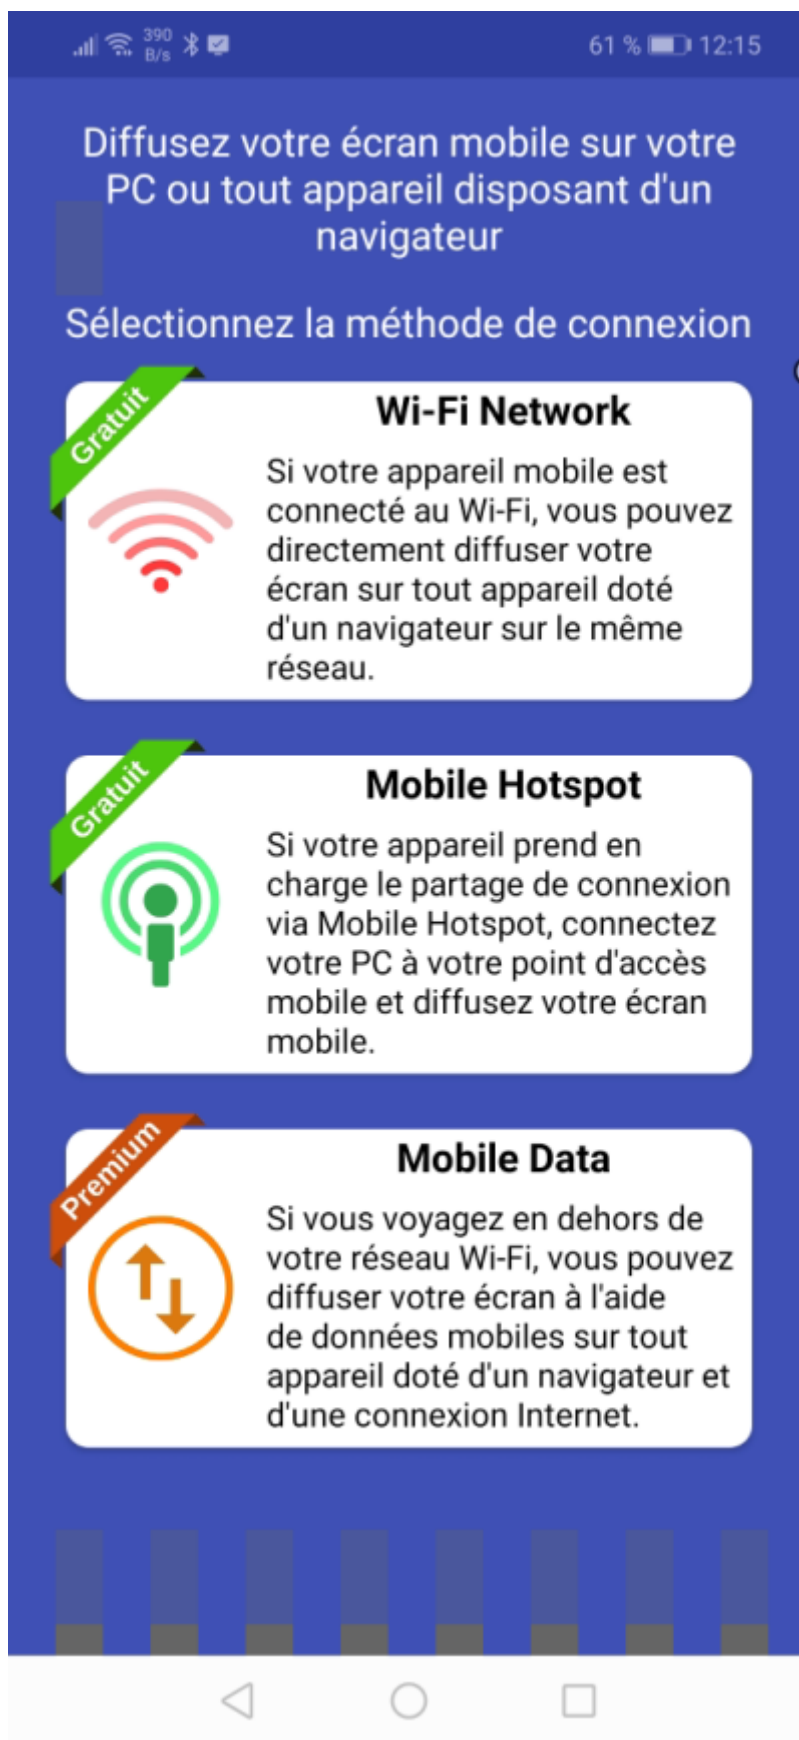 390
B/s
61 % 12:15
Diffusez votre écran mobile sur votre
PC ou tout appareil disposant d'un
navigateur
Sélectionnez la méthode de connexion
Gratuit
Wi-Fi Network
Si votre appareil mobile est
connecté au Wi-Fi, vous pouvez
directement diffuser votre
écran sur tout appareil doté
d'un navigateur sur le même
réseau.
Gratuit
Mobile Hotspot
Si votre appareil prend en
charge le partage de connexion
via Mobile Hotspot, connectez
votre PC à votre point d'accès
mobile et diffusez votre écran
mobile.
Premium
Mobile Data
Si vous voyagez en dehors de
votre réseau Wi-Fi, vous pouvez
diffuser votre écran à l'aide
de données mobiles sur tout
appareil doté d'un navigateur et
d'une connexion Internet.